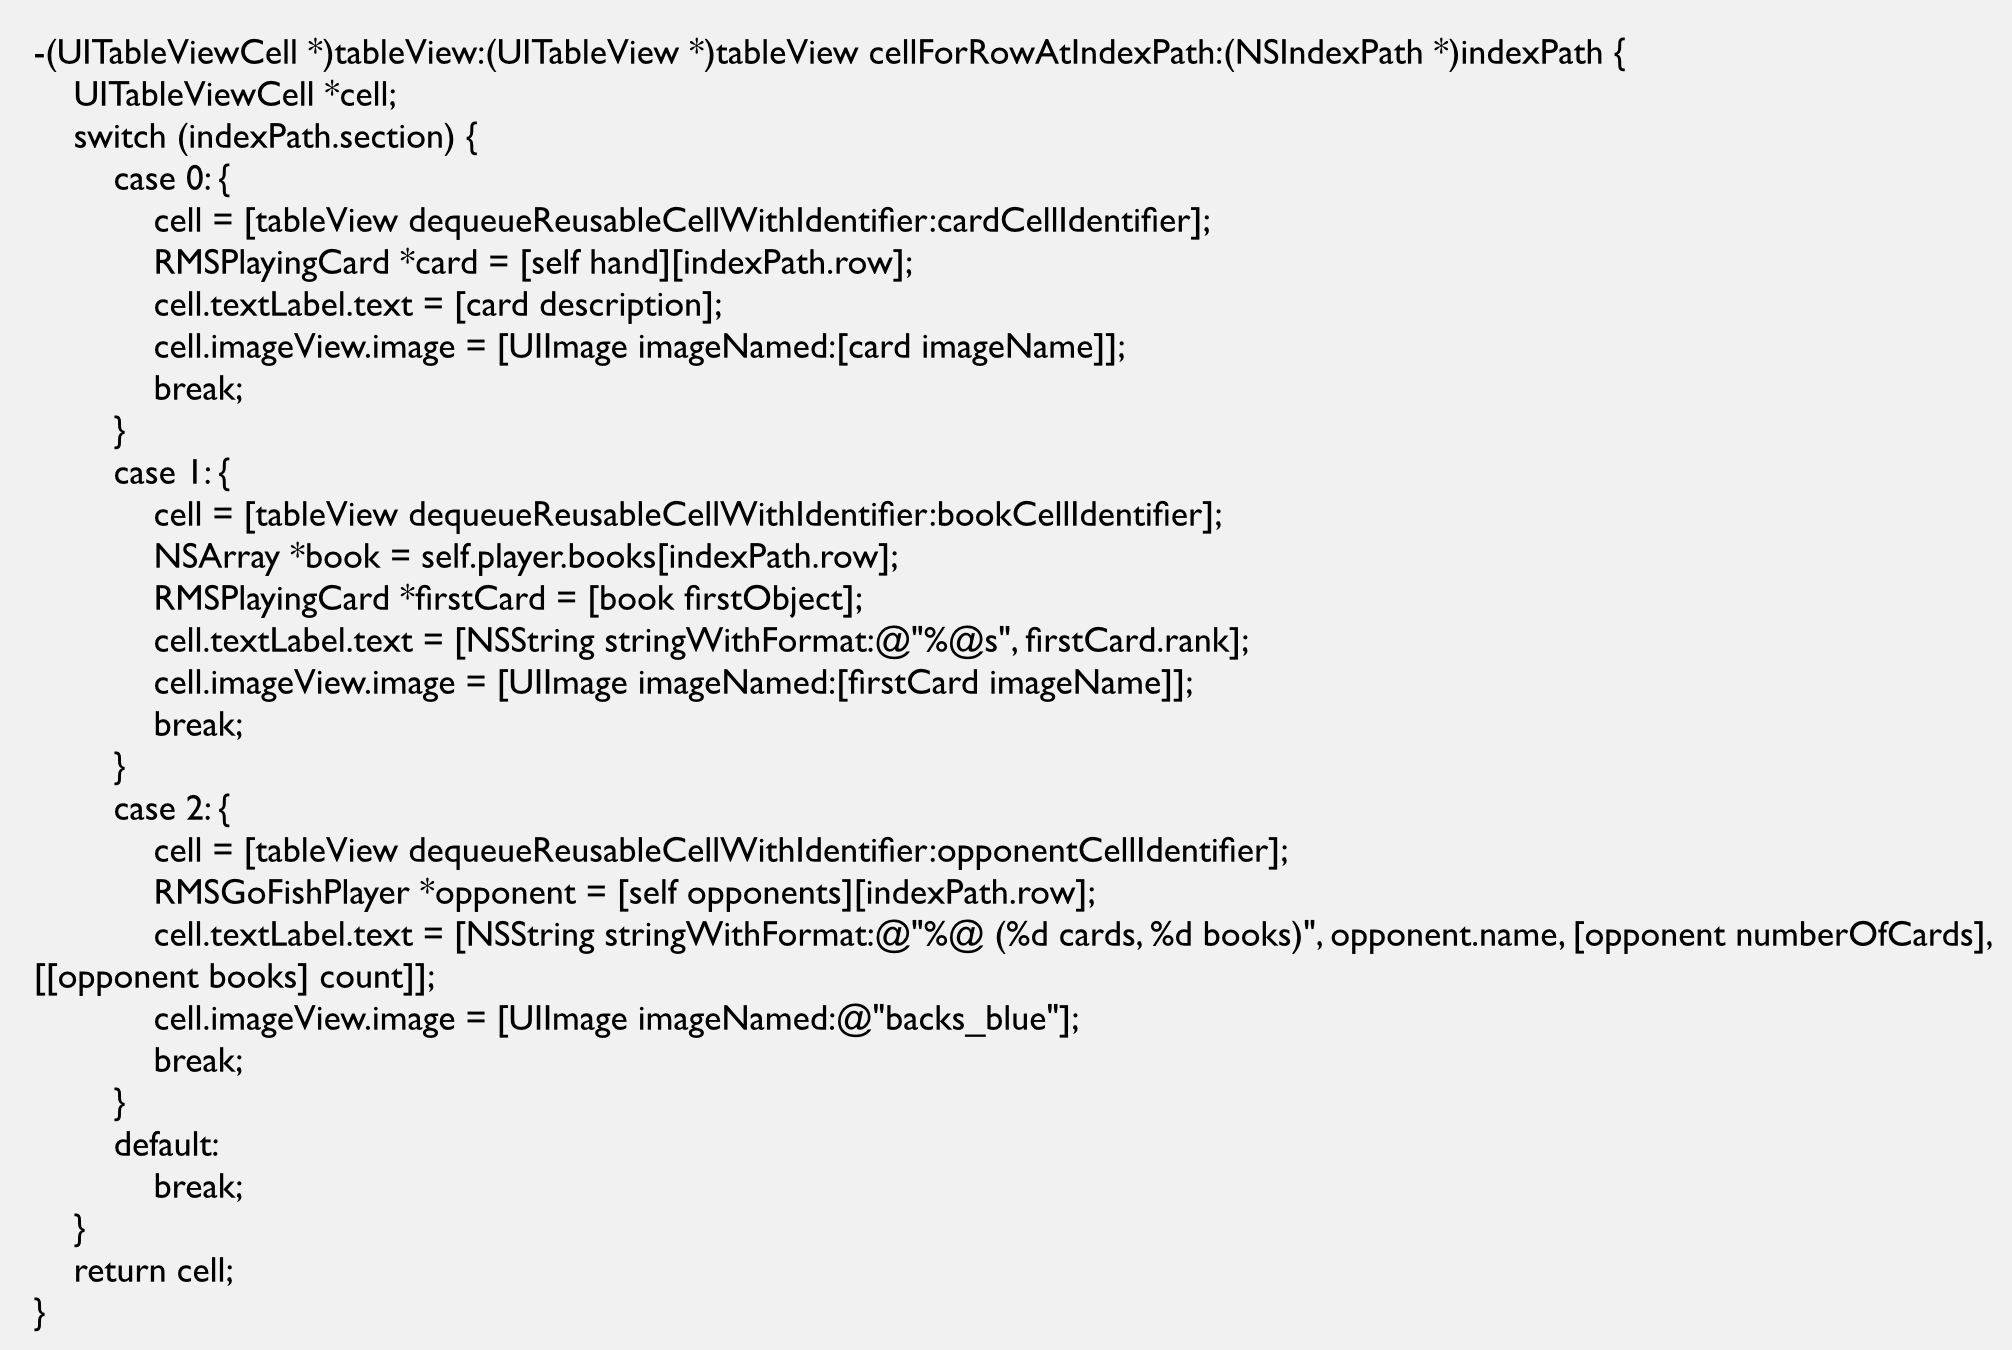 -(UITableViewCell *)tableView:(UITableView *)tableView cellForRowAtIndexPath:(NSIndexPath *)indexPath {
    UITableViewCell *cell;
    switch (indexPath.section) {
        case 0: {
            cell = [tableView dequeueReusableCellWithIdentifier:cardCellIdentifier];
            RMSPlayingCard *card = [self hand][indexPath.row];
            cell.textLabel.text = [card description];
            cell.imageView.image = [UIImage imageNamed:[card imageName]];
            break;
        }
        case 1: {
            cell = [tableView dequeueReusableCellWithIdentifier:bookCellIdentifier];
            NSArray *book = self.player.books[indexPath.row];
            RMSPlayingCard *firstCard = [book firstObject];
            cell.textLabel.text = [NSString stringWithFormat:@"%@s", firstCard.rank];
            cell.imageView.image = [UIImage imageNamed:[firstCard imageName]];
            break;
        }
        case 2: {
            cell = [tableView dequeueReusableCellWithIdentifier:opponentCellIdentifier];
            RMSGoFishPlayer *opponent = [self opponents][indexPath.row];
            cell.textLabel.text = [NSString stringWithFormat:@"%@ (%d cards, %d books)", opponent.name, [opponent numberOfCards],
[[opponent books] count]];
            cell.imageView.image = [UIImage imageNamed:@"backs_blue"];
            break;
        }
        default:
            break;
    }
    return cell;
}